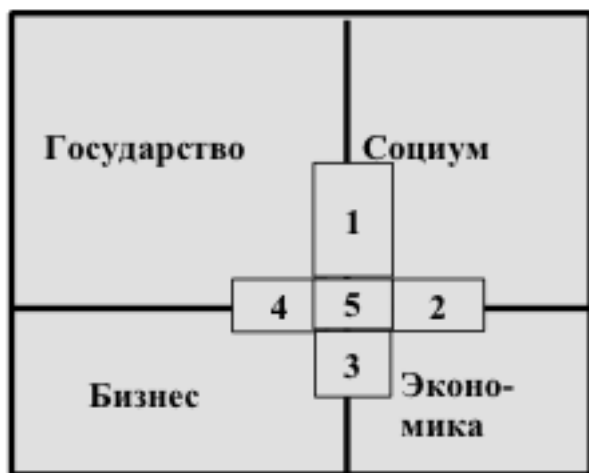 Государство Социум
1
4 5 2
3
Бизнес
Эконо-
мика